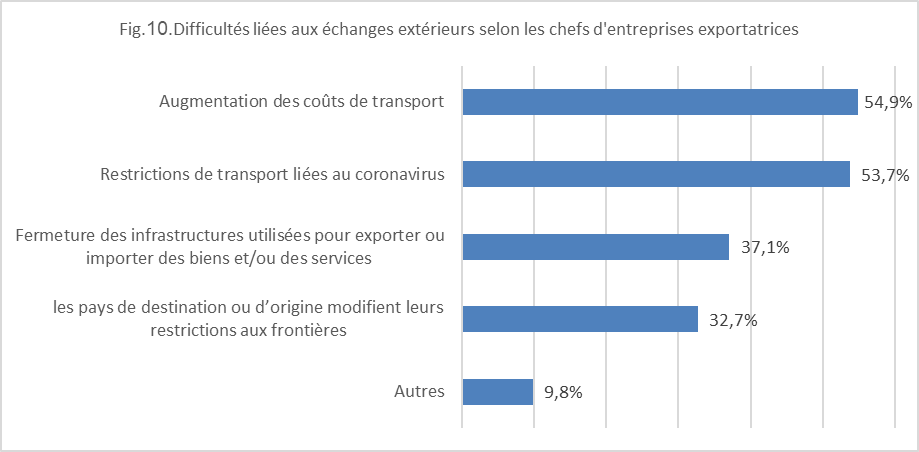 Fig.10.Difficultés liées aux échanges extérieurs selon les chefs d'entreprises exportatrices
Augmentation des coûts de transport
54,9%
Restrictions de transport liées au coronavirus
53,7%
Fermeture des infrastructures utilisées pour exporter ou
importer des biens et/ou des services
37,1%
les pays de destination ou d’origine modifient leurs
restrictions aux frontières
32,7%
Autres
9,8%